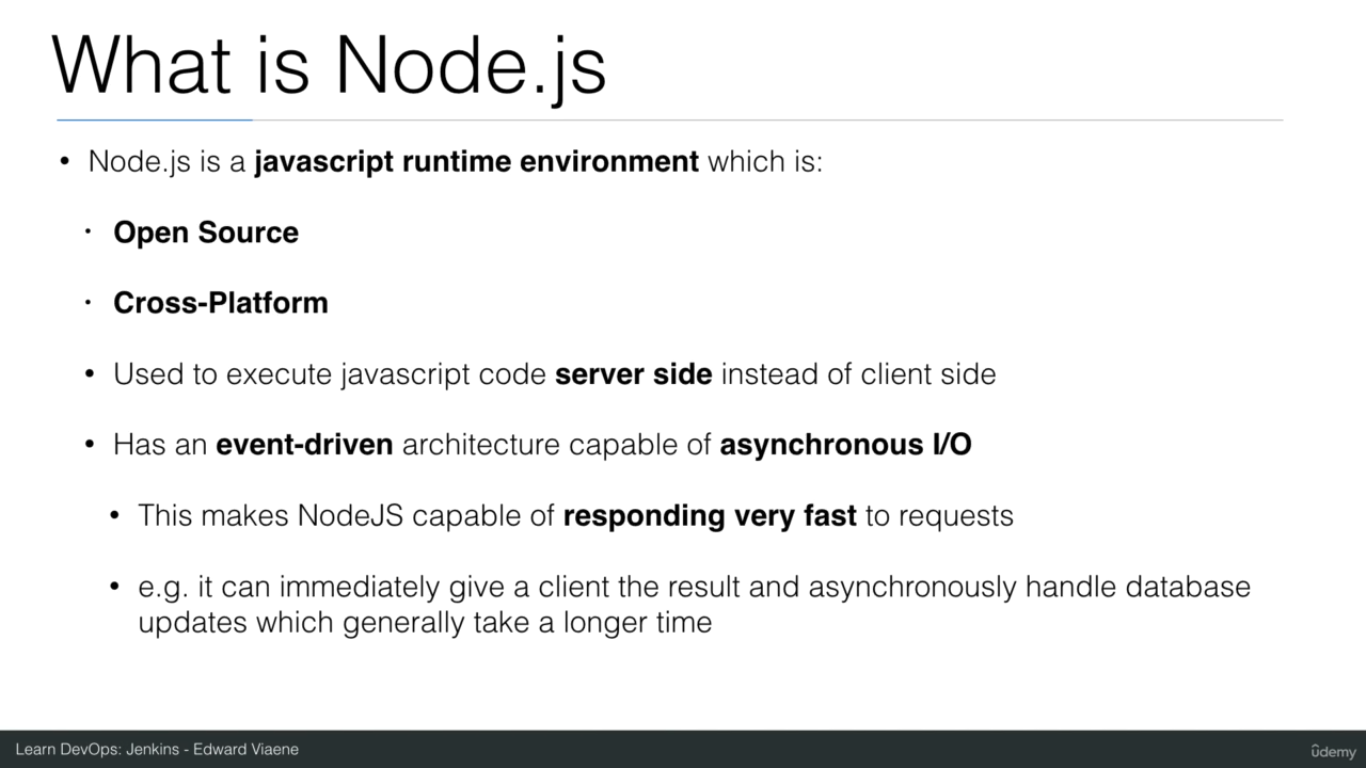 What is Node.js
• Node.js is a javascript runtime environment which is:
• Open Source
• Cross-Platform
• Used to execute javascript code server side instead of client side
• Has an event-driven architecture capable of asynchronous I/O
• This makes NodeJS capable of responding very fast to requests
• e.g. it can immediately give a client the result and asynchronously handle database
updates which generally take a longer time
Learn DevOps: Jenkins - Edward Viaene
ûdemy